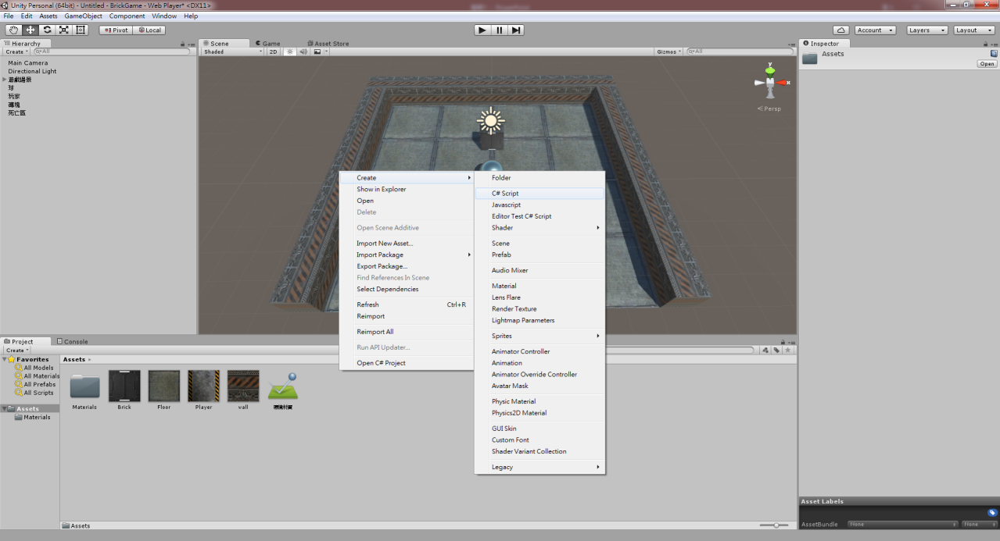 Unity Personal (64bit) - Untitled - BrickGame - Web Player* <DX11>
File Edit Assets GameObject Component Window Help
Pivot Local Account Layers Layout
Hierarchy
Create All
Main Camera
Directional Light
遊戲場景
球
玩家
磚塊
死亡區
Scene Game Asset Store
Shaded 2D Gizmos All
y
x
Persp
Inspector
Assets
Open
Create
Show in Explorer
Open
Delete
Open Scene Additive
Import New Asset...
Import Package
Export Package...
Find References In Scene
Select Dependencies
Refresh Ctrl+R
Reimport
Reimport All
Run API Updater...
Open C# Project
Folder
C# Script
Javascript
Editor Test C# Script
Shader
Scene
Prefab
Audio Mixer
Material
Lens Flare
Render Texture
Lightmap Parameters
Sprites
Animator Controller
Animation
Animator Override Controller
Avatar Mask
Physic Material
Physics2D Material
GUI Skin
Custom Font
Shader Variant Collection
Legacy
Project Console
Create
Favorites
All Models
All Materials
All Prefabs
All Scripts
Assets
Materials
Assets
Materials Brick Floor Player wall 環境材質
Assets
Asset Labels
AssetBundle None None